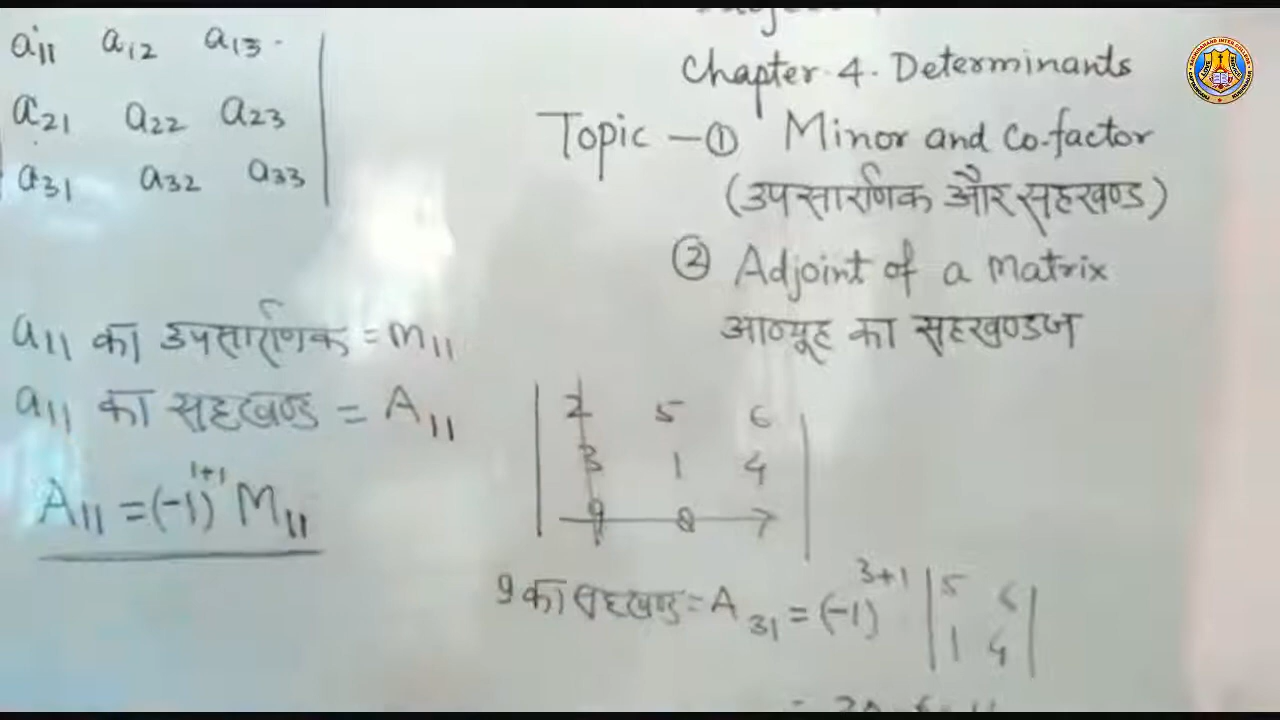 a11 a12 a13
a21 a22 a23
a31 a32 a33
a11 का उपसारणिक = m11
a11 का सहखण्ड = A11
A11 = (-1)^1+1 M11
Chapter 4. Determinants
Topic - ① Minor and Co-factor
(उपसारणिक और सहखण्ड)
② Adjoint of a Matrix
आव्यूह का सहखण्डज
2 5 6
3 1 4
9 8 7
9 का सहखण्ड = A31 = (-1)^3+1 | 5 6
1 4 |